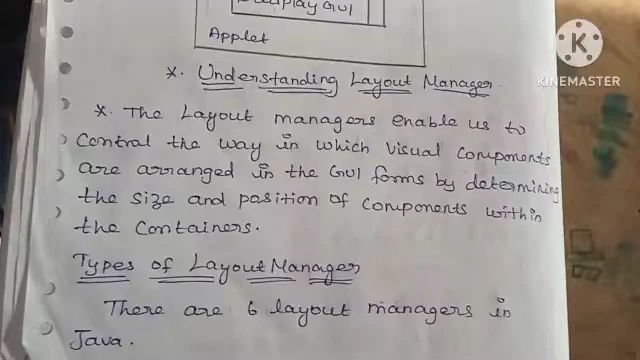 Display GUI
Applet
*. Understanding Layout Manager.
*. The Layout managers enable us to
Control the way in which visual Components
are arranged in the GUI forms by determining
the size and position of Components within
the Containers.
Types of Layout Manager
There are 6 layout managers in
Java.
K
KINEMASTER